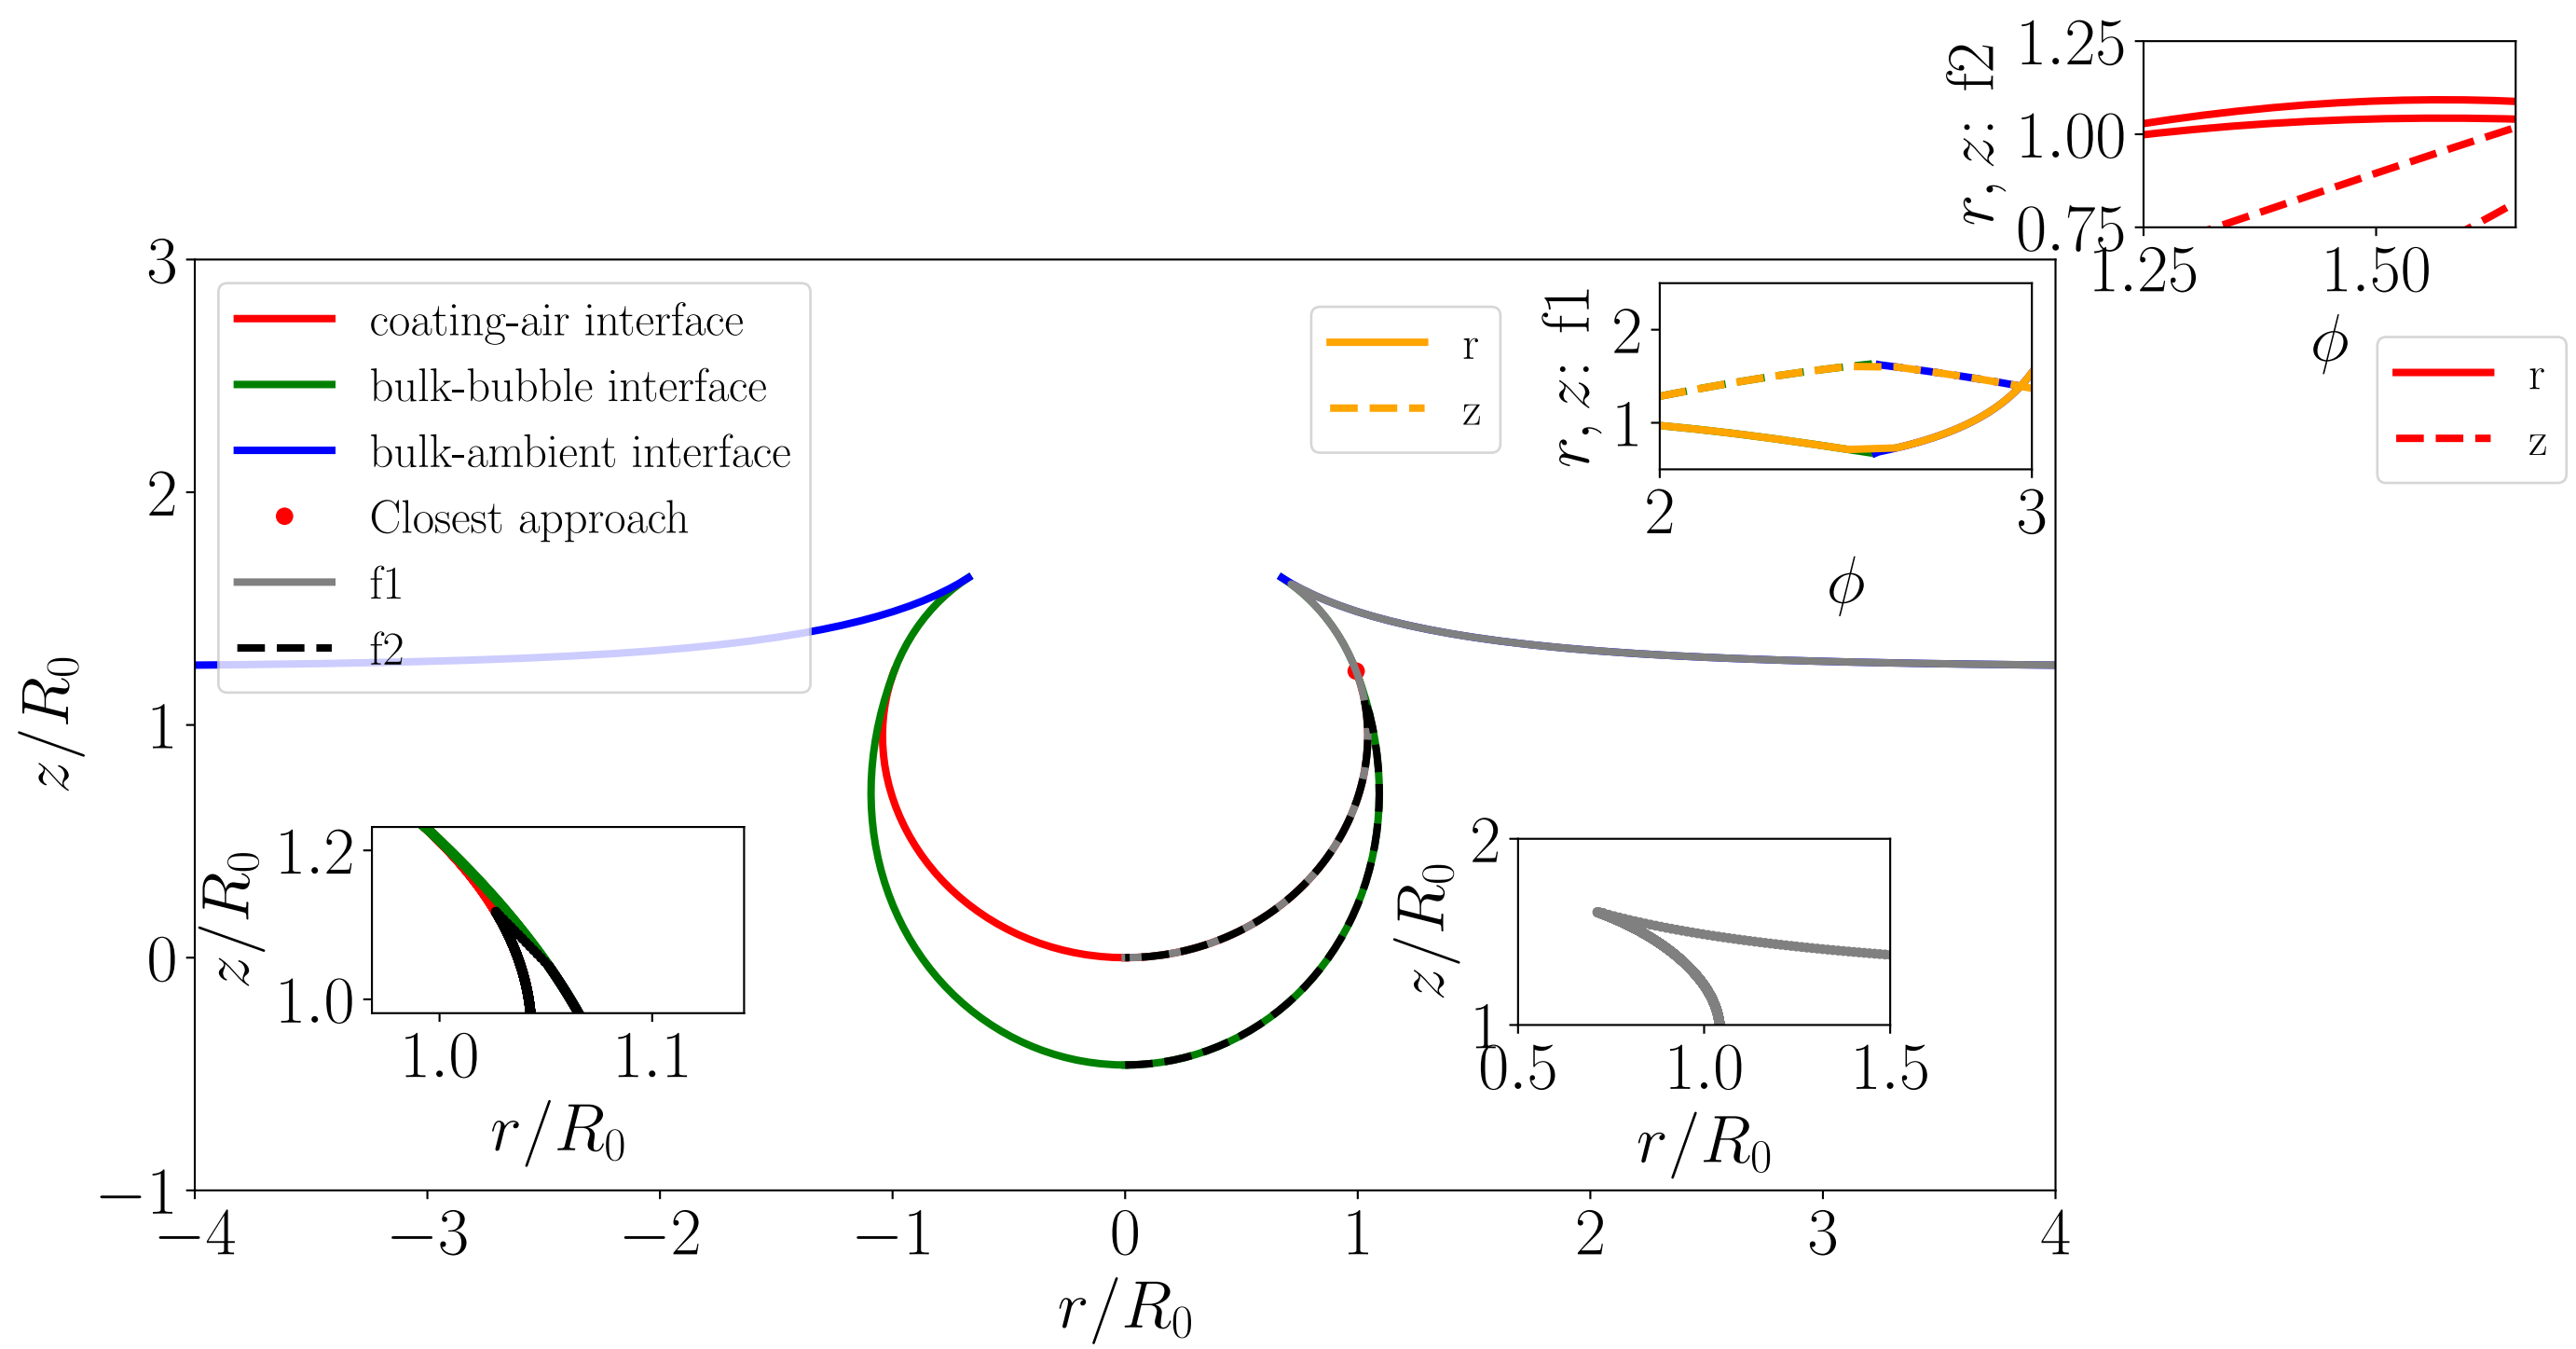 r, z: f2
1.25
1.00
0.75
1.25
1.50
ϕ
r
z
3
2
1
0
−1
z/R₀
coating-air interface
bulk-bubble interface
bulk-ambient interface
Closest approach
f1
f2
r
z
r, z: f1
2
1
2
3
ϕ
z/R₀
1.2
1.0
1.0
1.1
r/R₀
z/R₀
2
1
0.5
1.0
1.5
r/R₀
−4
−3
−2
−1
0
1
2
3
4
r/R₀